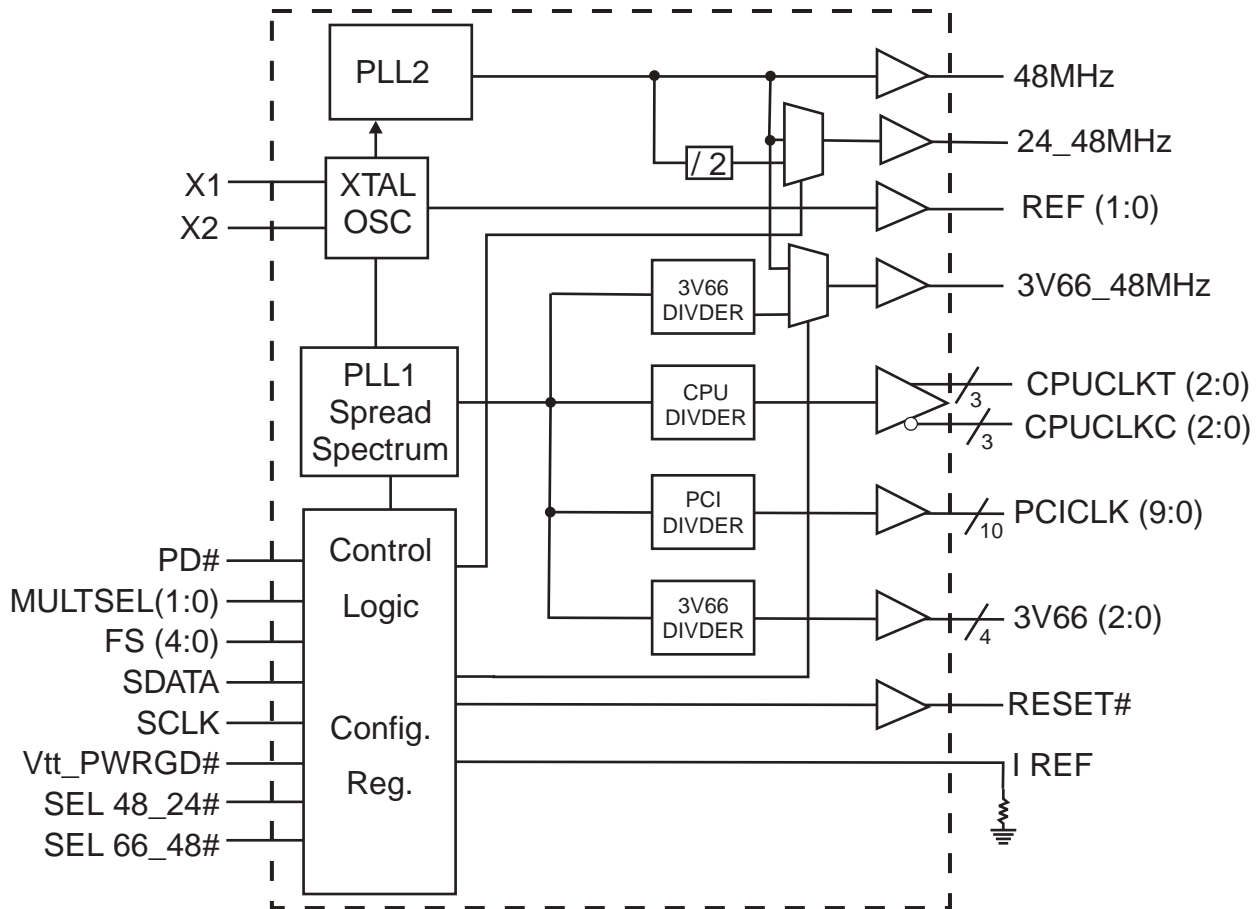 PLL2
48MHz
24_48MHz
/ 2
X1
X2
XTAL
OSC
REF (1:0)
3V66
DIVDER
3V66_48MHz
PLL1
Spread
Spectrum
CPU
DIVDER
3
CPUCLKT (2:0)
3
CPUCLKC (2:0)
PCI
DIVDER
10
PCICLK (9:0)
3V66
DIVDER
4
3V66 (2:0)
PD#
MULTSEL(1:0)
FS (4:0)
SDATA
SCLK
Vtt_PWRGD#
SEL 48_24#
SEL 66_48#
Control
Logic
Config.
Reg.
RESET#
I REF